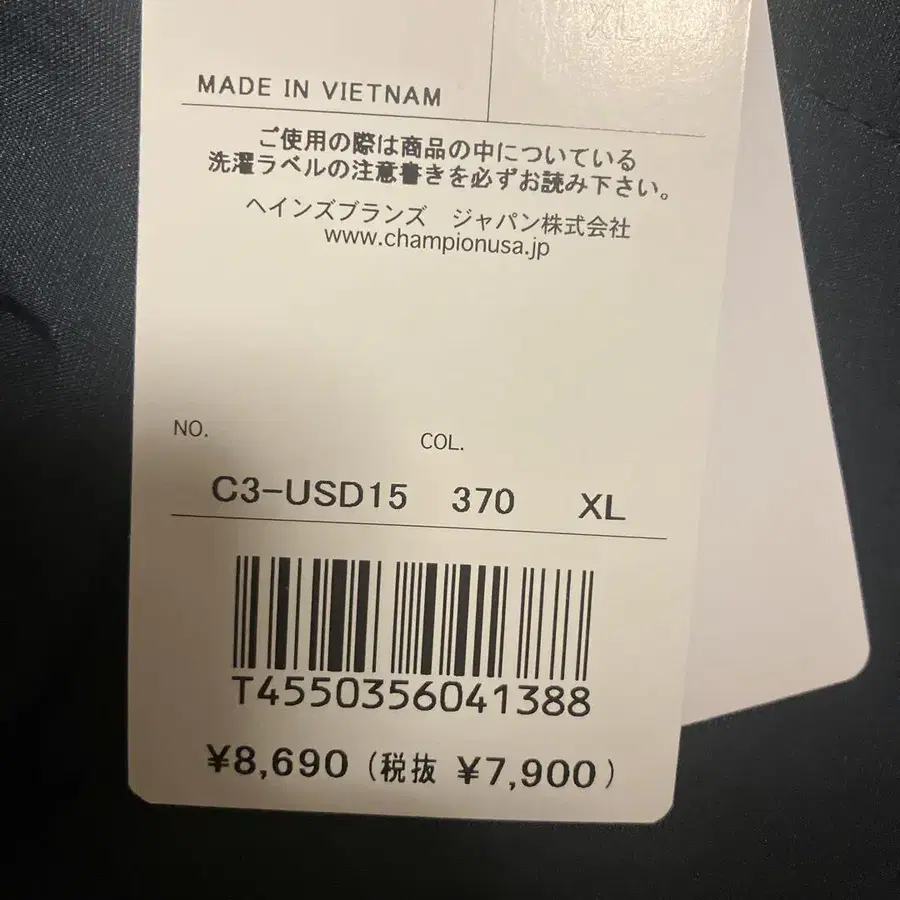 XL
MADE IN VIETNAM
ご使用の際は商品の中についている
洗濯ラベルの注意書きを必ずお読み下さい。
ヘインズブランズ ジャパン株式会社
www.championusa.jp
NO.
COL.
C3-USD15 370 XL
T4550356041388
¥8,690 (税抜 ¥7,900)